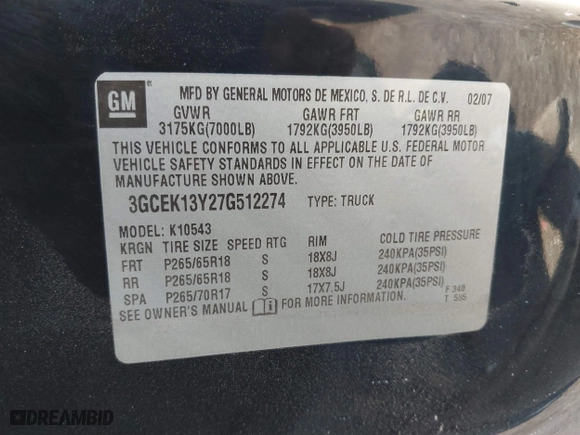 GM
MFD BY GENERAL MOTORS DE MEXICO, S. DE R.L. DE C.V. 02/07
GVWR GAWR FRT GAWR RR
3175KG(7000LB) 1792KG(3950LB) 1792KG(3950LB)
THIS VEHICLE CONFORMS TO ALL APPLICABLE FEDERAL MOTOR
VEHICLE SAFETY STANDARDS IN EFFECT ON THE DATE OF
MANUFACTURE SHOWN ABOVE.
3GCEK13Y27G512274 TYPE: TRUCK
MODEL: K10543
KRGN TIRE SIZE SPEED RTG RIM COLD TIRE PRESSURE
FRT P265/65R18 S 18X8J 240KPA(35PSI)
RR P265/65R18 S 18X8J 240KPA(35PSI)
SPA P265/70R17 S 17X7.5J 240KPA(35PSI)
SEE OWNER'S MANUAL FOR MORE INFORMATION.
F 340
T 585
DREAMBID